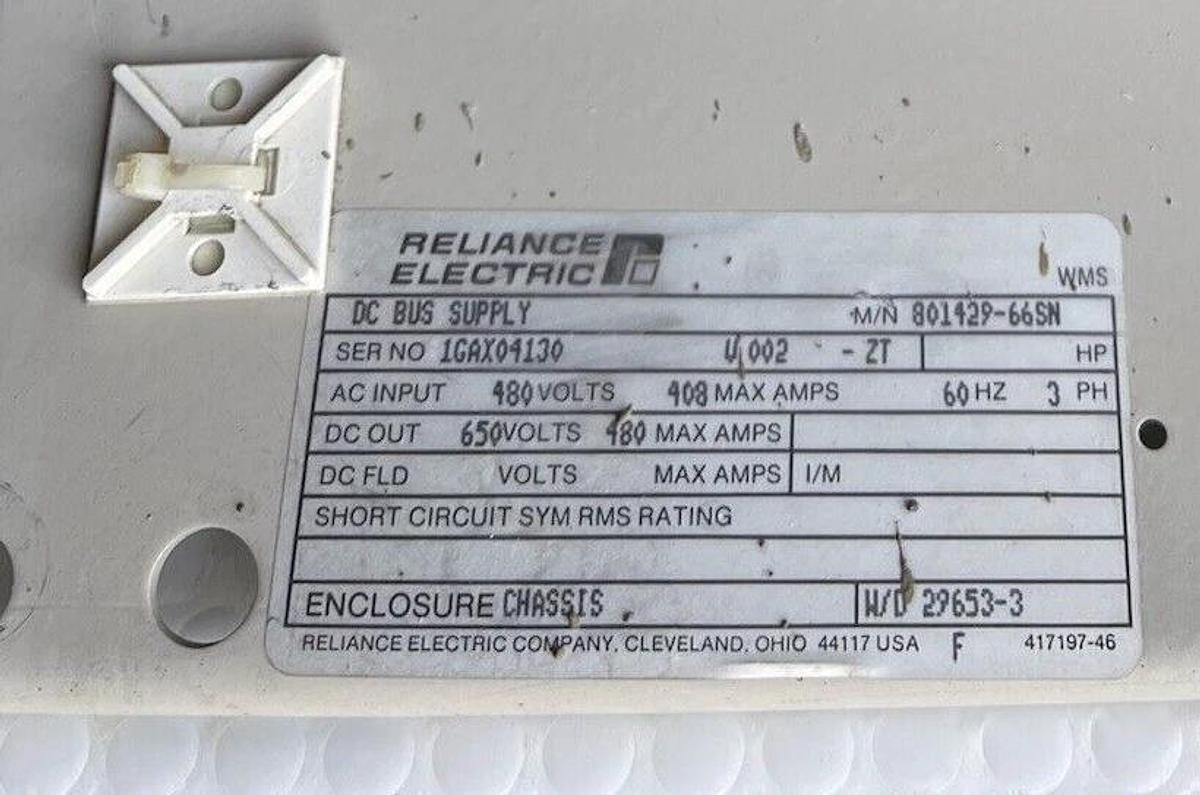 RELIANCE
ELECTRIC
WMS
DC BUS SUPPLY M/N 801429-66SN
SER NO 1GAX04130 U 002 - ZT HP
AC INPUT 480 VOLTS 408 MAX AMPS 60 HZ 3 PH
DC OUT 650 VOLTS 480 MAX AMPS
DC FLD VOLTS MAX AMPS I/M
SHORT CIRCUIT SYM RMS RATING
ENCLOSURE CHASSIS W/D 29653-3
RELIANCE ELECTRIC COMPANY, CLEVELAND, OHIO 44117 USA F 417197-46